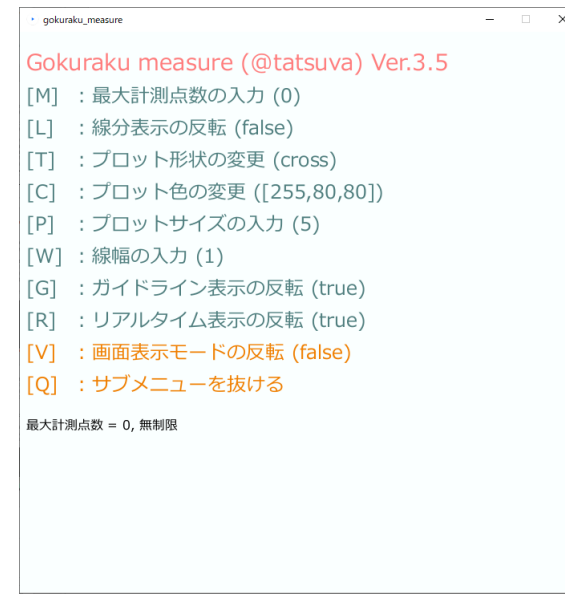 gokuraku_measure
Gokuraku measure (@tatsuva) Ver.3.5
[M] : 最大計測点数の入力 (0)
[L] : 線分表示の反転 (false)
[T] : プロット形状の変更 (cross)
[C] : プロット色の変更 ([255,80,80])
[P] : プロットサイズの入力 (5)
[W] : 線幅の入力 (1)
[G] : ガイドライン表示の反転 (true)
[R] : リアルタイム表示の反転 (true)
[V] : 画面表示モードの反転 (false)
[Q] : サブメニューを抜ける
最大計測点数 = 0, 無制限